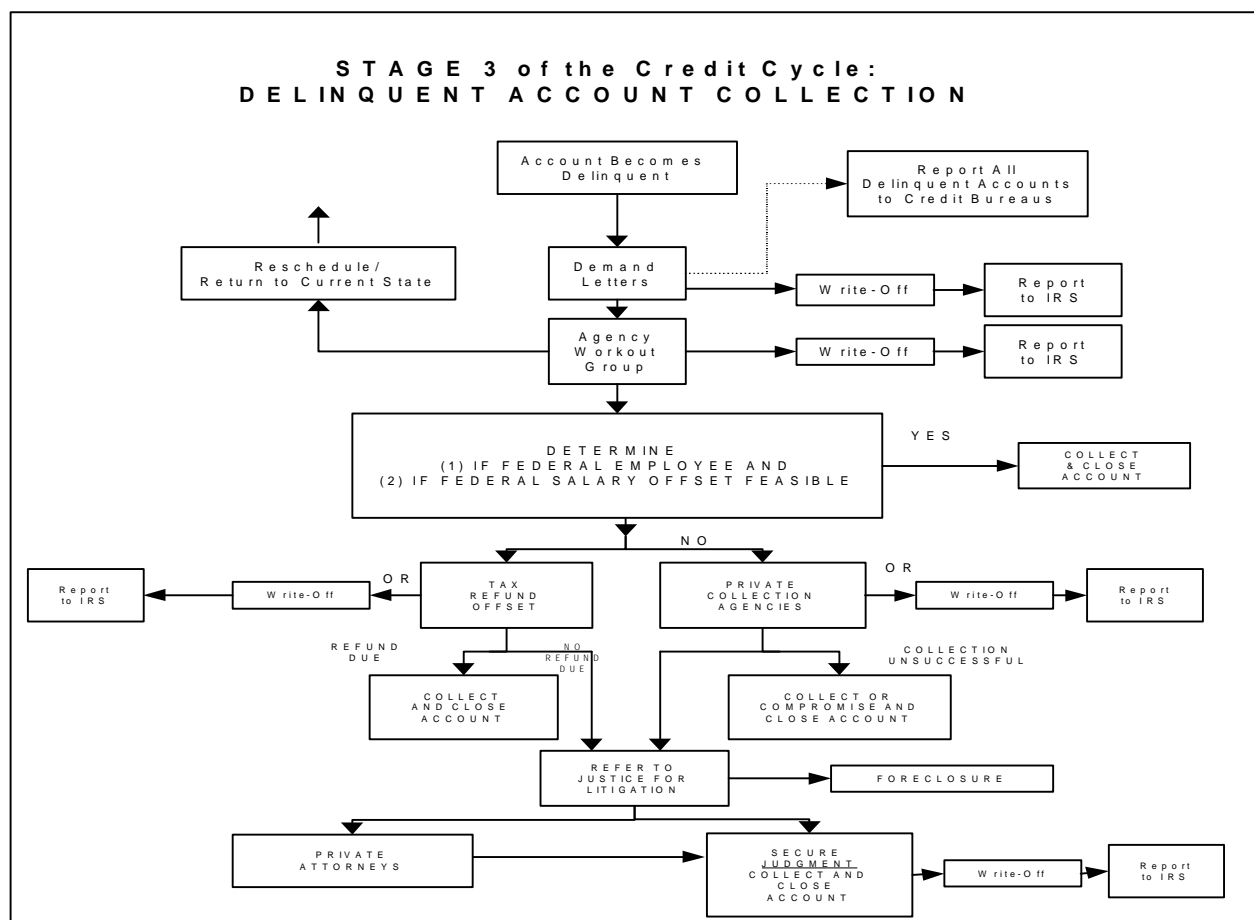 STAGE 3 of the Credit Cycle:
DELINQUENT ACCOUNT COLLECTION
Account Becomes
Delinquent
Report All
Delinquent Accounts
to Credit Bureaus
Reschedule/
Return to Current State
Demand
Letters
Write-Off
Report
to IRS
Agency
Workout
Group
Write-Off
Report
to IRS
DETERMINE
(1) IF FEDERAL EMPLOYEE AND
(2) IF FEDERAL SALARY OFFSET FEASIBLE
YES
COLLECT
& CLOSE
ACCOUNT
NO
Report
to IRS
Write-Off
OR
TAX
REFUND
OFFSET
PRIVATE
COLLECTION
AGENCIES
OR
Write-Off
Report
to IRS
REFUND
DUE
NO
REFUND
DUE
COLLECTION
UNSUCCESSFUL
COLLECT
AND CLOSE
ACCOUNT
COLLECT OR
COMPROMISE AND
CLOSE ACCOUNT
REFER TO
JUSTICE FOR
LITIGATION
FORECLOSURE
PRIVATE
ATTORNEYS
SECURE
JUDGMENT
COLLECT AND
CLOSE
ACCOUNT
Write-Off
Report
to IRS